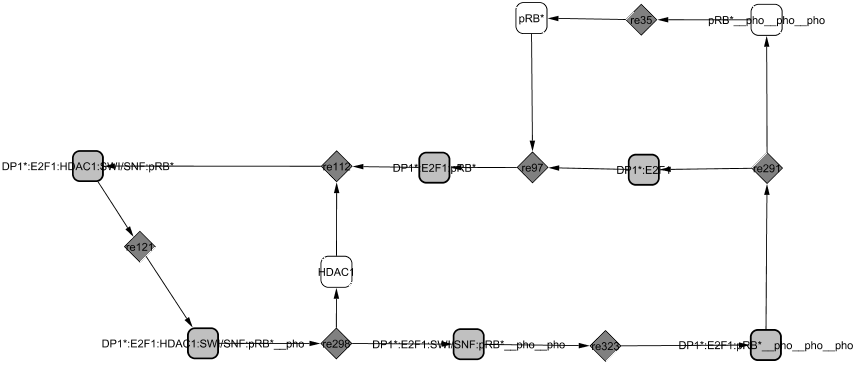 pRB*
re35
pRB*__pho__pho__pho
DP1*:E2F1:HDAC1:SWI/SNF:pRB*
re112
DP1*:E2F1:pRB*
re97
DP1*:E2F1
re291
re121
HDAC1
DP1*:E2F1:HDAC1:SWI/SNF:pRB*__pho
re298
DP1*:E2F1:SWI/SNF:pRB*__pho__pho
re323
DP1*:E2F1:pRB*__pho__pho__pho